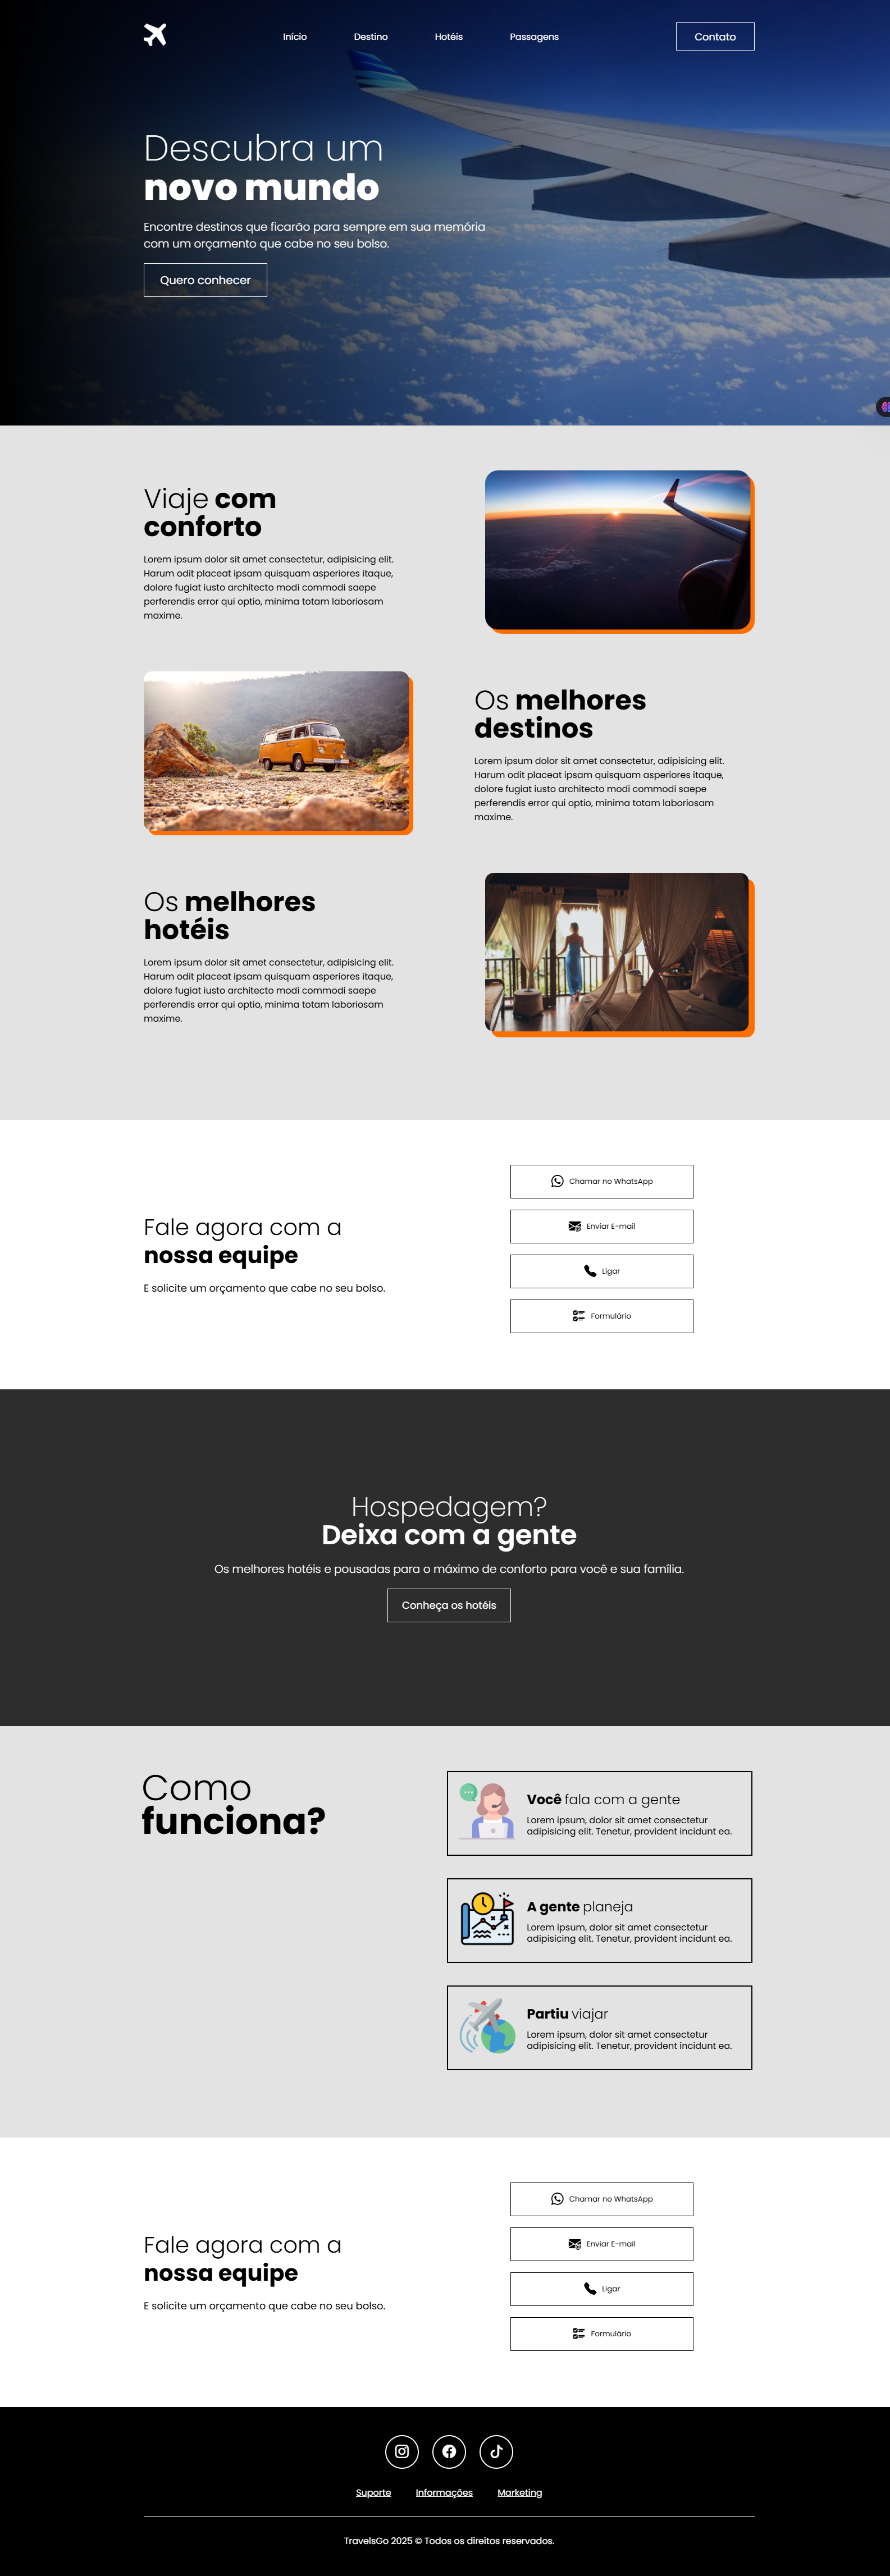 Início Destino Hotéis Passagens Contato
Descubra um
novo mundo
Encontre destinos que ficarão para sempre em sua memória
com um orçamento que cabe no seu bolso.
Quero conhecer
Viaje com
conforto
Lorem ipsum dolor sit amet consectetur, adipisicing elit.
Harum odit placeat ipsam quisquam asperiores itaque,
dolore fugiat iusto architecto modi commodi saepe
perferendis error qui optio, minima totam laboriosam
maxime.
Os melhores
destinos
Lorem ipsum dolor sit amet consectetur, adipisicing elit.
Harum odit placeat ipsam quisquam asperiores itaque,
dolore fugiat iusto architecto modi commodi saepe
perferendis error qui optio, minima totam laboriosam
maxime.
Os melhores
hotéis
Lorem ipsum dolor sit amet consectetur, adipisicing elit.
Harum odit placeat ipsam quisquam asperiores itaque,
dolore fugiat iusto architecto modi commodi saepe
perferendis error qui optio, minima totam laboriosam
maxime.
Fale agora com a
nossa equipe
E solicite um orçamento que cabe no seu bolso.
Chamar no WhatsApp
Enviar E-mail
Ligar
Formulário
Hospedagem?
Deixa com a gente
Os melhores hotéis e pousadas para o máximo de conforto para você e sua família.
Conheça os hotéis
Como
funciona?
Você fala com a gente
Lorem ipsum, dolor sit amet consectetur
adipisicing elit. Tenetur, provident incidunt ea.
A gente planeja
Lorem ipsum, dolor sit amet consectetur
adipisicing elit. Tenetur, provident incidunt ea.
Partiu viajar
Lorem ipsum, dolor sit amet consectetur
adipisicing elit. Tenetur, provident incidunt ea.
Fale agora com a
nossa equipe
E solicite um orçamento que cabe no seu bolso.
Chamar no WhatsApp
Enviar E-mail
Ligar
Formulário
Suporte Informações Marketing
TravelsGo 2025 © Todos os direitos reservados.